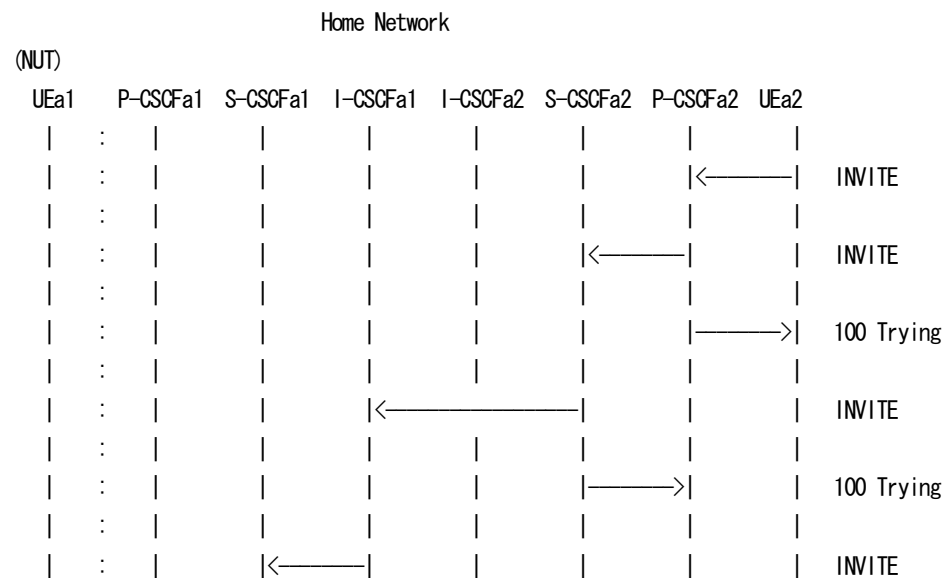 Home Network
(NUT)
UEa1 P-CSCFa1 S-CSCFa1 I-CSCFa1 I-CSCFa2 S-CSCFa2 P-CSCFa2 UEa2
| : | | | | | | |
| : | | | | | |<--------| INVITE
| : | | | | | | |
| : | | | | |<--------| | INVITE
| : | | | | | | |
| : | | | | | |-------->| 100 Trying
| : | | | | | | |
| : | | |<------------------| | | INVITE
| : | | | | | | |
| : | | | | |-------->| | 100 Trying
| : | | | | | | |
| : | |<--------| | | | | INVITE